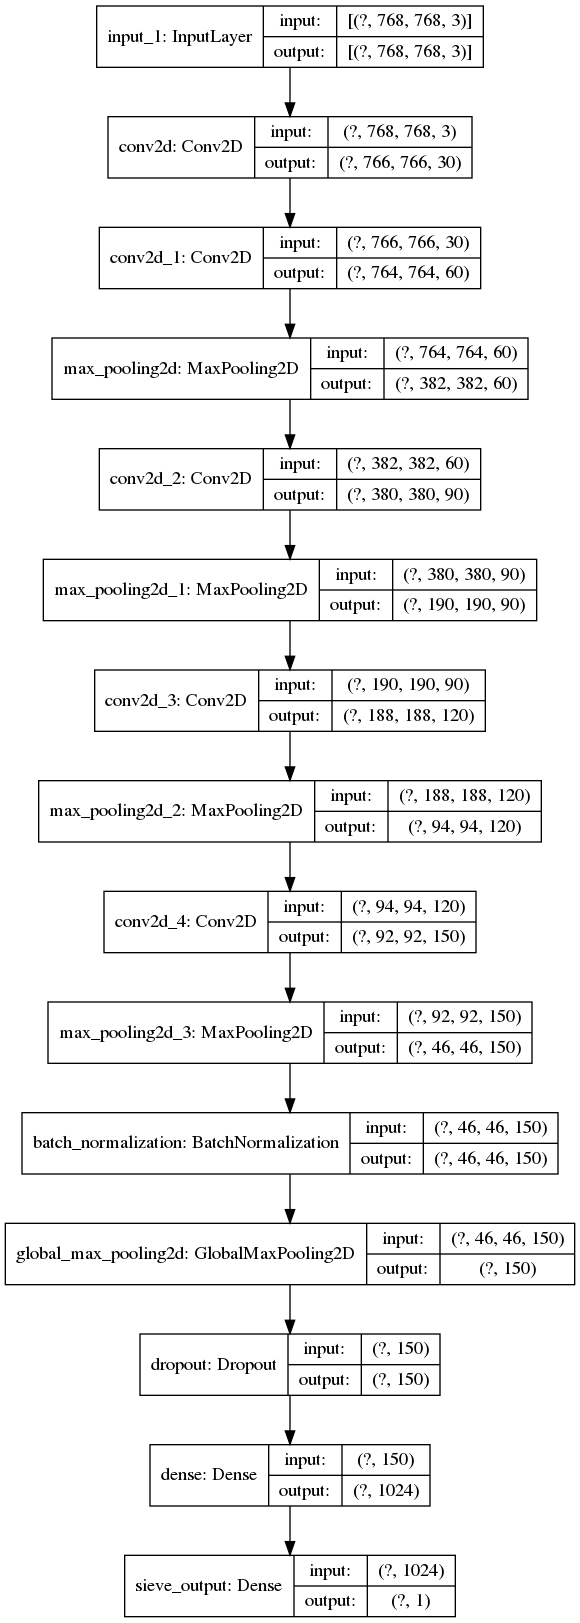 input_1: InputLayer
input: [(?, 768, 768, 3)]
output: [(?, 768, 768, 3)]
conv2d: Conv2D
input: (?, 768, 768, 3)
output: (?, 766, 766, 30)
conv2d_1: Conv2D
input: (?, 766, 766, 30)
output: (?, 764, 764, 60)
max_pooling2d: MaxPooling2D
input: (?, 764, 764, 60)
output: (?, 382, 382, 60)
conv2d_2: Conv2D
input: (?, 382, 382, 60)
output: (?, 380, 380, 90)
max_pooling2d_1: MaxPooling2D
input: (?, 380, 380, 90)
output: (?, 190, 190, 90)
conv2d_3: Conv2D
input: (?, 190, 190, 90)
output: (?, 188, 188, 120)
max_pooling2d_2: MaxPooling2D
input: (?, 188, 188, 120)
output: (?, 94, 94, 120)
conv2d_4: Conv2D
input: (?, 94, 94, 120)
output: (?, 92, 92, 150)
max_pooling2d_3: MaxPooling2D
input: (?, 92, 92, 150)
output: (?, 46, 46, 150)
batch_normalization: BatchNormalization
input: (?, 46, 46, 150)
output: (?, 46, 46, 150)
global_max_pooling2d: GlobalMaxPooling2D
input: (?, 46, 46, 150)
output: (?, 150)
dropout: Dropout
input: (?, 150)
output: (?, 150)
dense: Dense
input: (?, 150)
output: (?, 1024)
sieve_output: Dense
input: (?, 1024)
output: (?, 1)